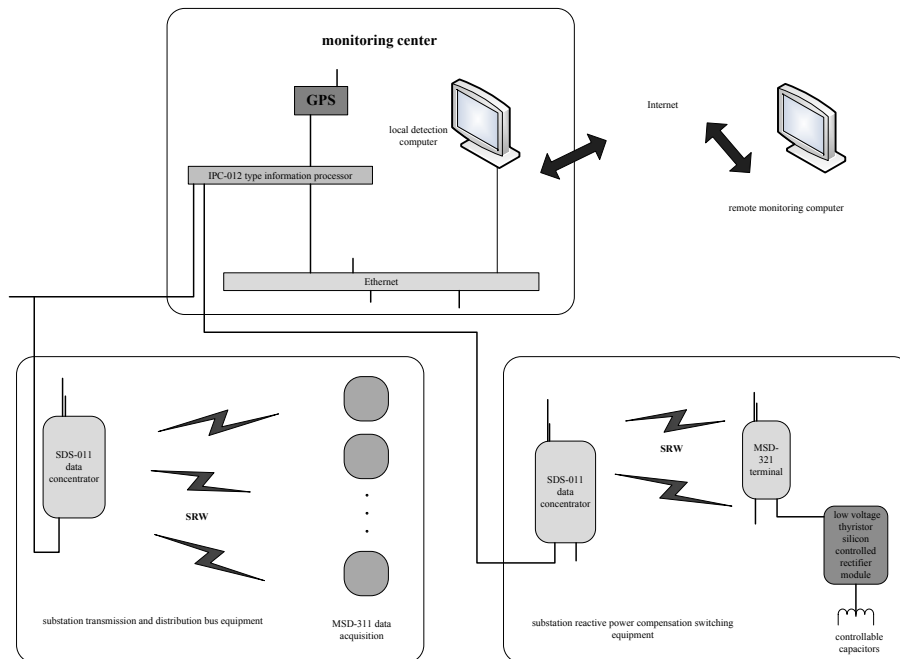 monitoring center
GPS
local detection
computer
Internet
IPC-012 type information processor
remote monitoring computer
Ethernet
SDS-011
data
concentrator
SRW
substation transmission and distribution bus equipment
MSD-311 data
acquisition
SDS-011
data
concentrator
SRW
MSD-
321
terminal
low voltage
thyristor
silicon
controlled
rectifier
module
substation reactive power compensation switching
equipment
controllable
capacitors